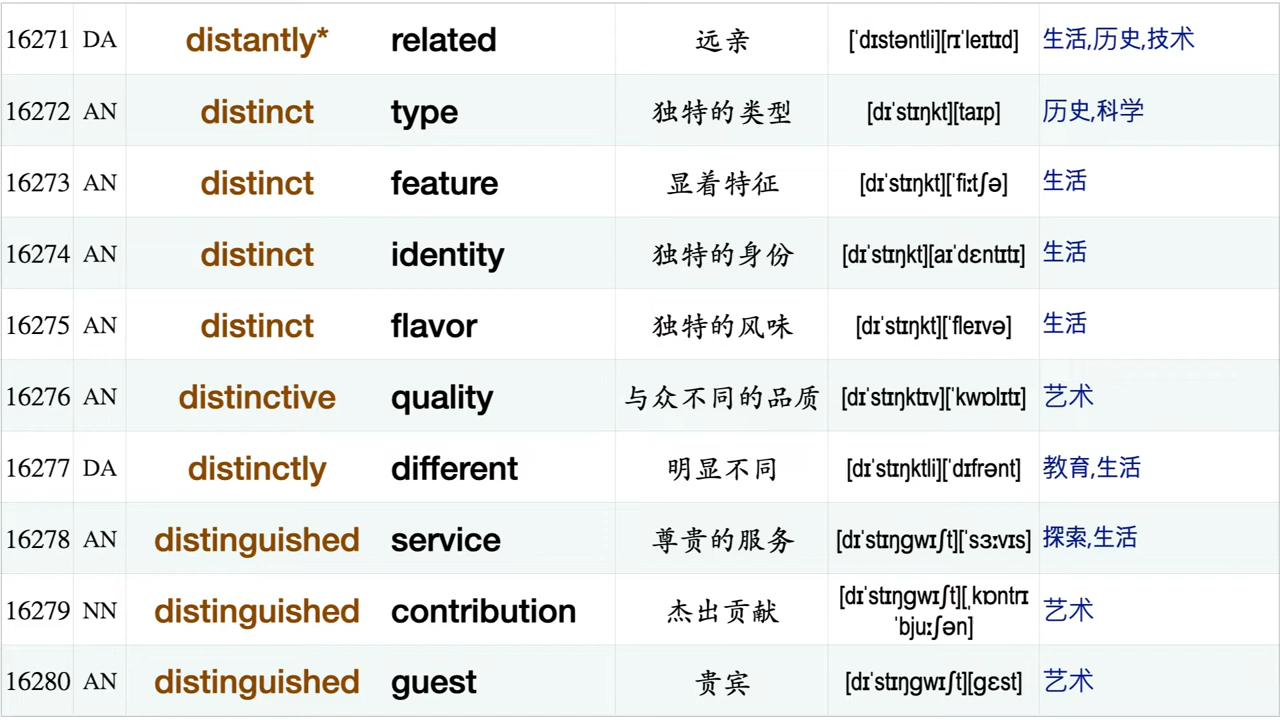 16271 DA distantly* related 远亲 [ˈdɪstəntli][rɪˈleɪtɪd] 生活,历史,技术
16272 AN distinct type 独特的类型 [dɪˈstɪŋkt][taɪp] 历史,科学
16273 AN distinct feature 显着特征 [dɪˈstɪŋkt][ˈfiːtʃə] 生活
16274 AN distinct identity 独特的身份 [dɪˈstɪŋkt][aɪˈdɛntɪtɪ] 生活
16275 AN distinct flavor 独特的风味 [dɪˈstɪŋkt][ˈfleɪvə] 生活
16276 AN distinctive quality 与众不同的品质 [dɪˈstɪŋktɪv][ˈkwɒlɪtɪ] 艺术
16277 DA distinctly different 明显不同 [dɪˈstɪŋktli][ˈdɪfrənt] 教育,生活
16278 AN distinguished service 尊贵的服务 [dɪˈstɪŋgwɪʃt][ˈsɜːvɪs] 探索,生活
16279 NN distinguished contribution 杰出贡献 [dɪˈstɪŋgwɪʃt][ˌkɒntrɪ 艺术
ˈbjuːʃən]
16280 AN distinguished guest 贵宾 [dɪˈstɪŋgwɪʃt][gɛst] 艺术